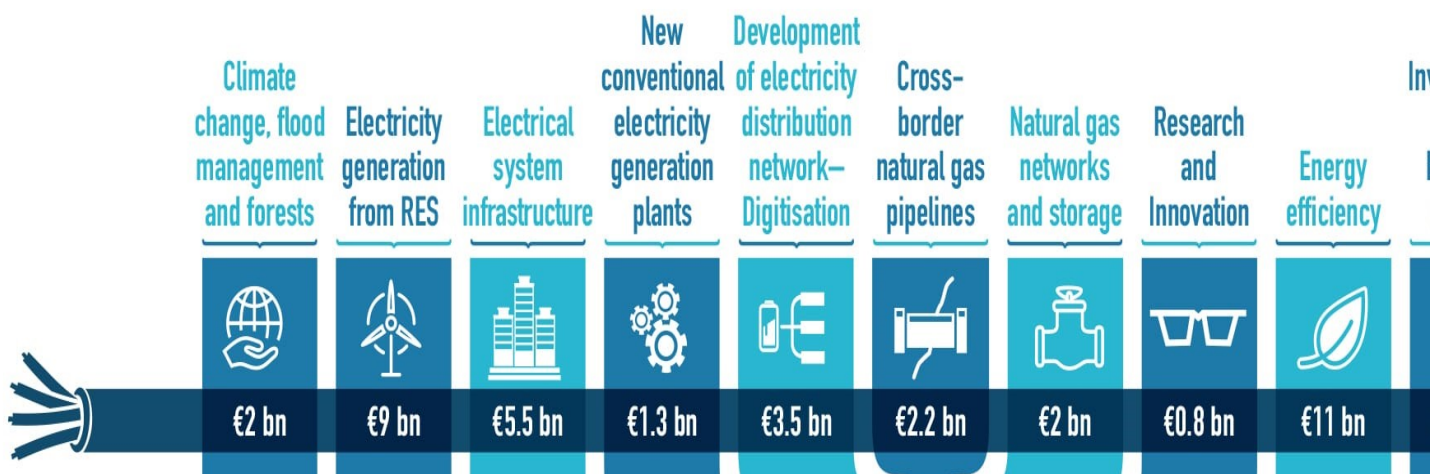 Climate
change, flood
management
and forests
Electricity
generation
from RES
Electrical
system
infrastructure
New
conventional
electricity
generation
plants
Development
of electricity
distribution
network–
Digitisation
Cross-
border
natural gas
pipelines
Natural gas
networks
and storage
Research
and
Innovation
Energy
efficiency
€2 bn
€9 bn
€5.5 bn
€1.3 bn
€3.5 bn
€2.2 bn
€2 bn
€0.8 bn
€11 bn